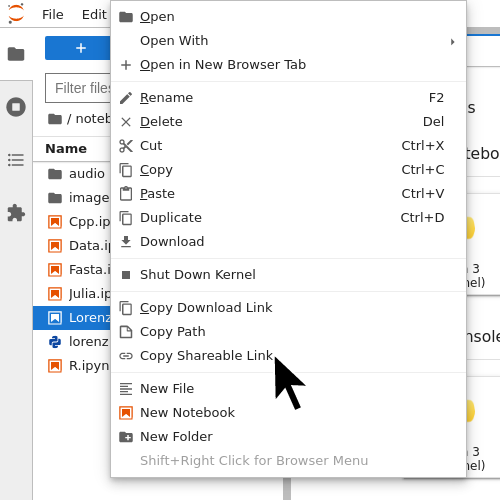 File Edit
+
Filter files
/ noteb
Name
audio
image
Cpp.ip
Data.ip
Fasta.i
Julia.ip
Lorenz
lorenz
R.ipyn
Open
Open With
Open in New Browser Tab
Rename F2
Delete Del
Cut Ctrl+X
Copy Ctrl+C
Paste Ctrl+V
Duplicate Ctrl+D
Download
Shut Down Kernel
Copy Download Link
Copy Path
Copy Shareable Link
New File
New Notebook
New Folder
Shift+Right Click for Browser Menu
s
tebo
3
nel)
nsole
3
nel)